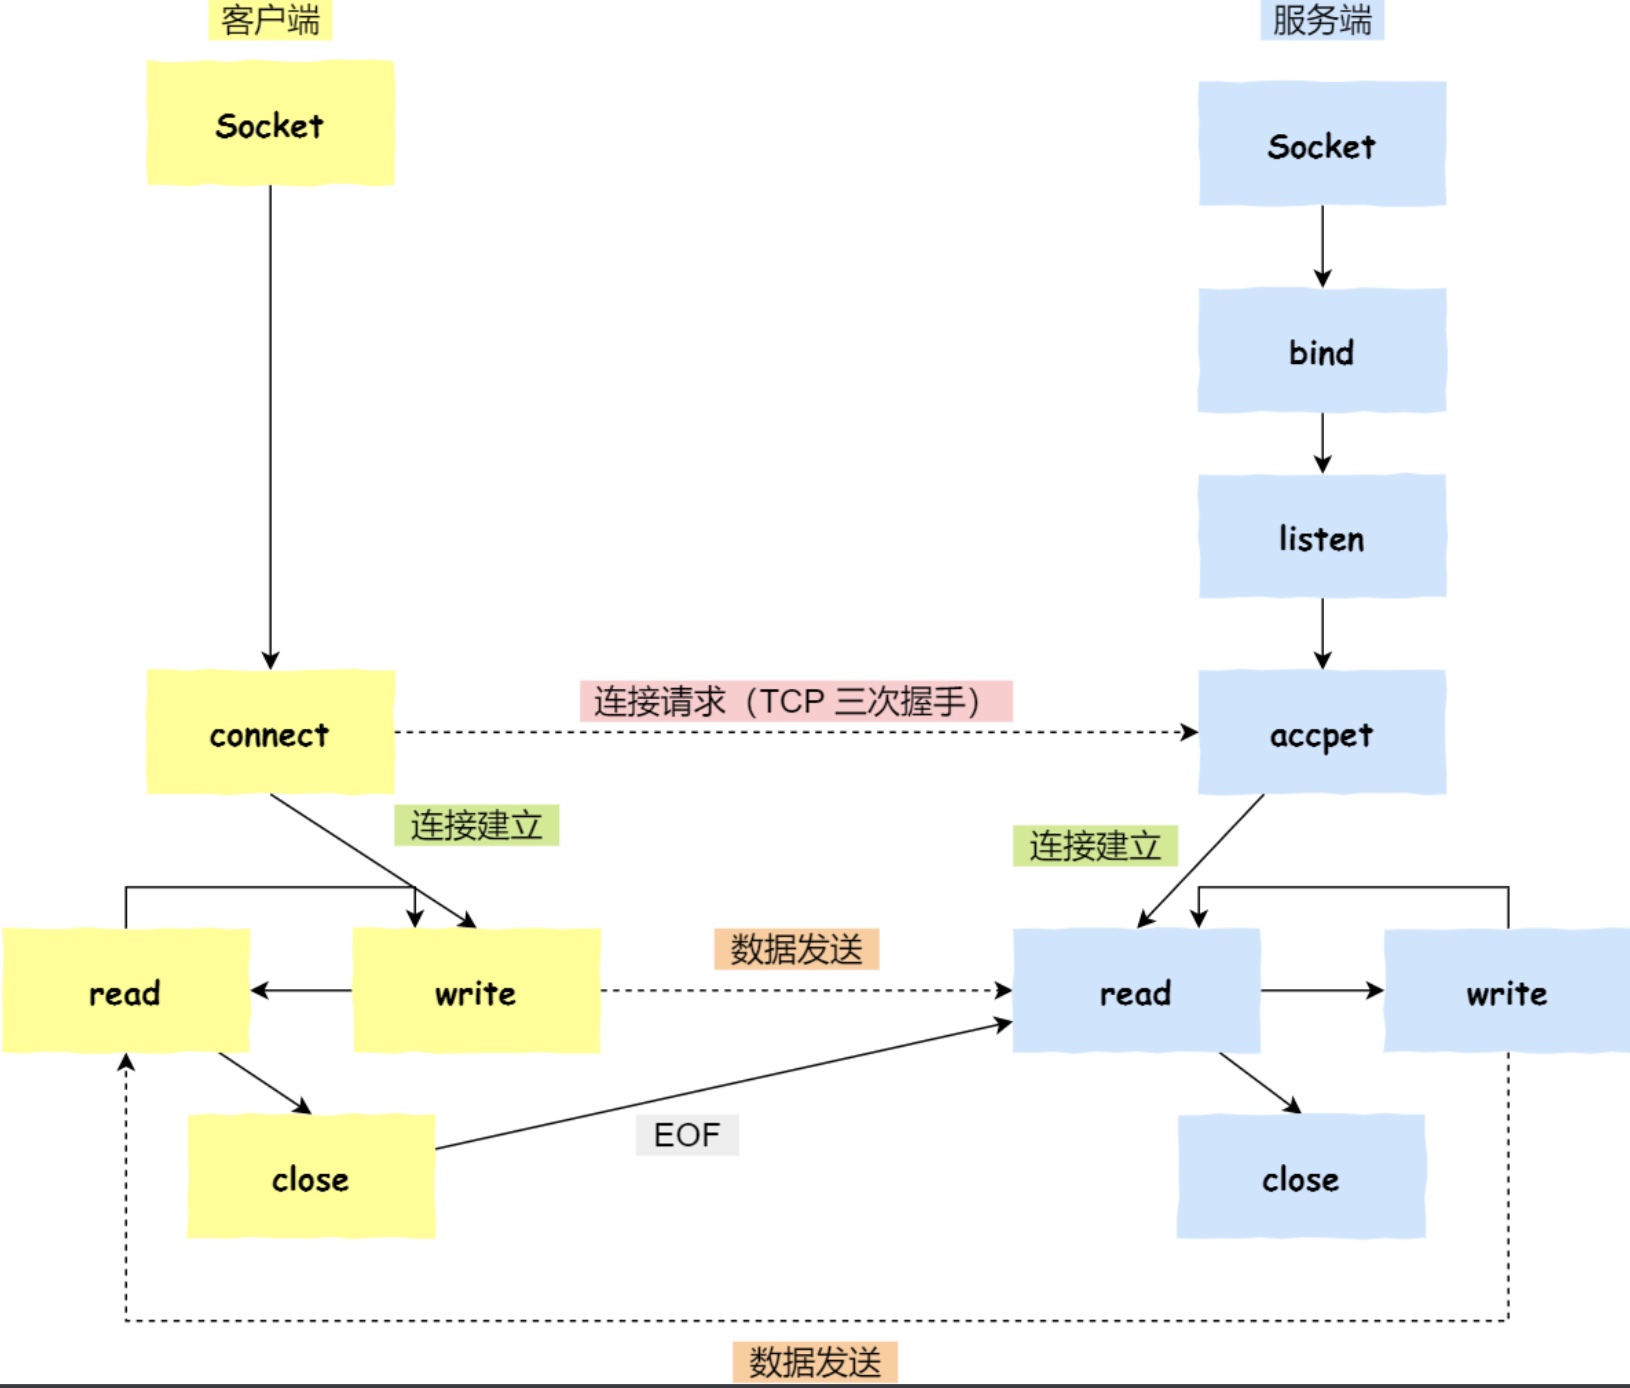 客户端
服务端
Socket
Socket
bind
listen
connect
连接请求（TCP 三次握手）
accpet
连接建立
连接建立
数据发送
read
write
read
write
EOF
close
close
数据发送